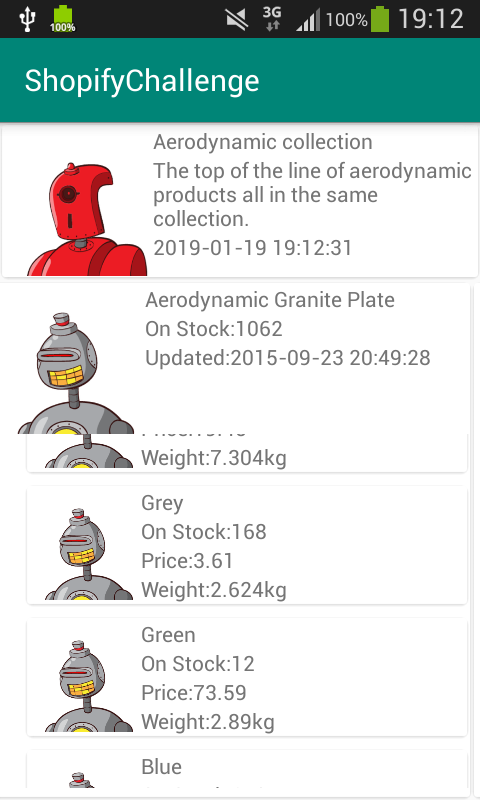 100%
3G
100%
19:12
ShopifyChallenge
Aerodynamic collection
The top of the line of aerodynamic
products all in the same
collection.
2019-01-19 19:12:31
Aerodynamic Granite Plate
On Stock:1062
Updated:2015-09-23 20:49:28
Weight:7.304kg
Grey
On Stock:168
Price:3.61
Weight:2.624kg
Green
On Stock:12
Price:73.59
Weight:2.89kg
Blue